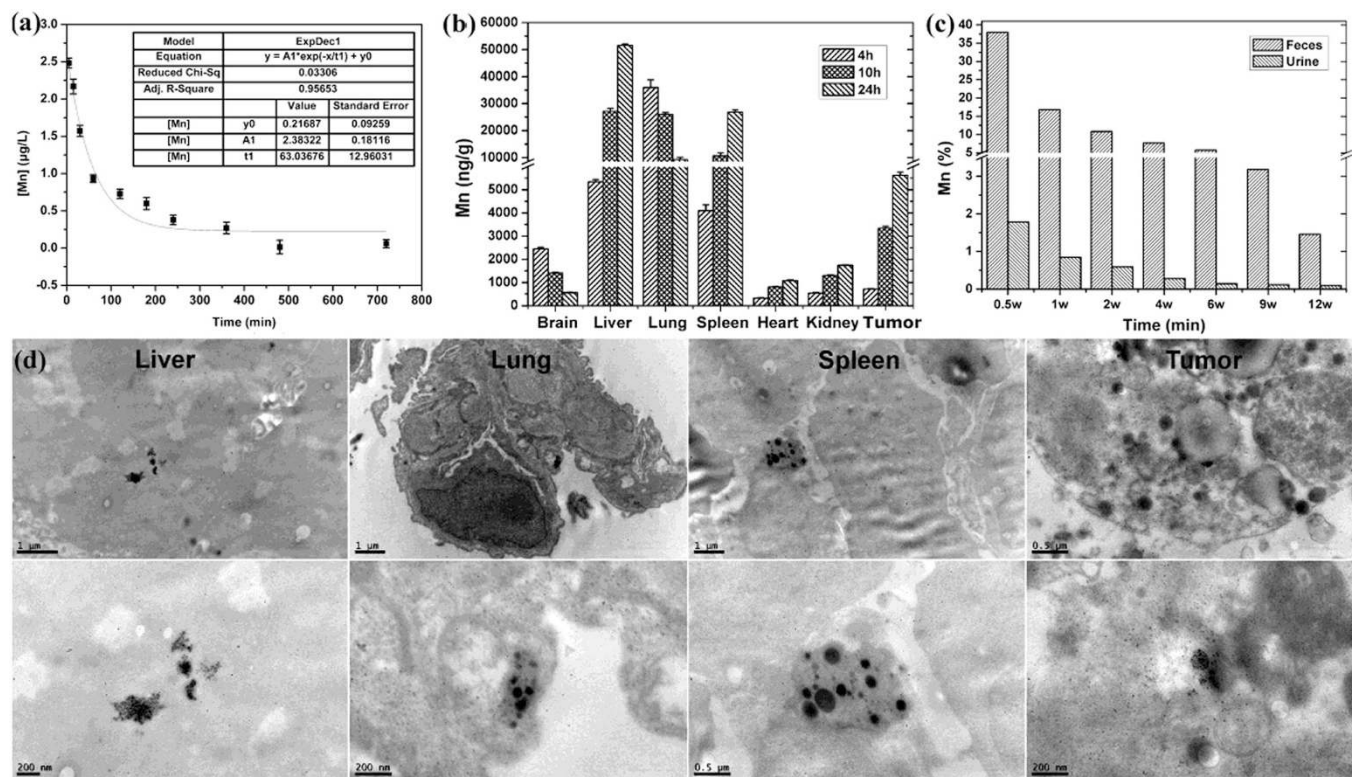 (a)
3.0
2.5
2.0
1.5
1.0
0.5
0.0
-0.5
[Mn] (µg/L)
Model ExpDec1
Equation y = A1*exp(-x/t1) + y0
Reduced Chi-Sq 0.03306
Adj. R-Square 0.95653
Value Standard Error
[Mn] y0 0.21687 0.09259
[Mn] A1 2.38322 0.18116
[Mn] t1 63.03676 12.96031
0 100 200 300 400 500 600 700 800
Time (min)
(b)
60000
50000
40000
30000
20000
10000
5000
4000
3000
2000
1000
0
Mn (ng/g)
4h
10h
24h
Brain Liver Lung Spleen Heart Kidney Tumor
(c)
40
35
30
25
20
15
10
5
4
3
2
1
0
Mn (%)
Feces
Urine
0.5w 1w 2w 4w 6w 9w 12w
Time (min)
(d) Liver Lung Spleen Tumor
1 µm 1 µm 1 µm 0.5 µm
200 nm 200 nm 0.5 µm 200 nm